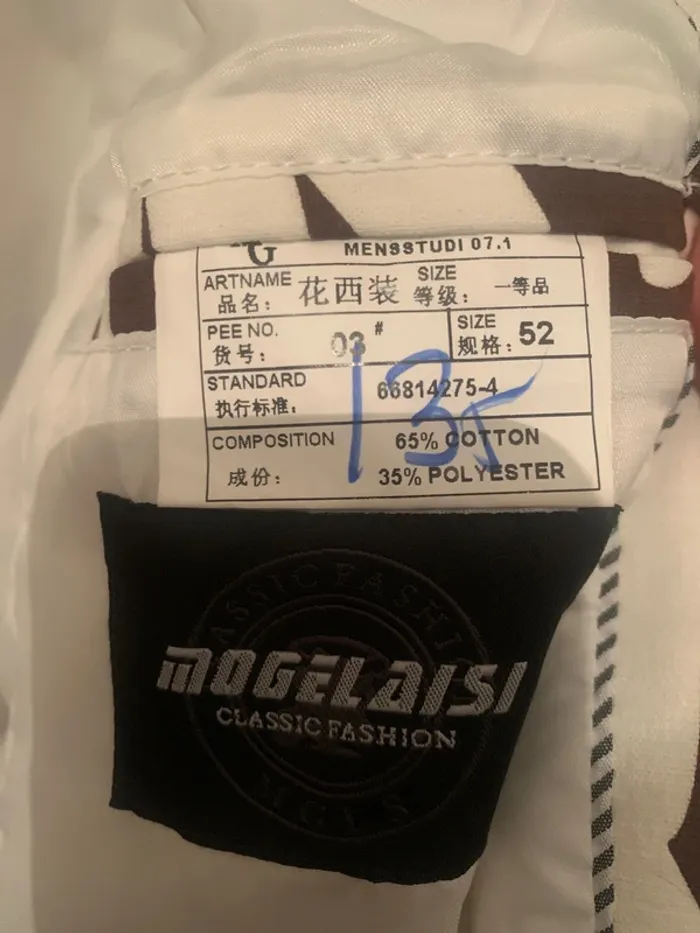 MENSSTUDI 07.1
ARTNAME
品名： 花西装
SIZE
等级： 一等品
PEE NO.
货号： 03#
SIZE
规格： 52
STANDARD
执行标准： 66814275-4
135
COMPOSITION 65% COTTON
成份： 35% POLYESTER
CLASSIC FASHI
MOGELAISI
CLASSIC FASHION